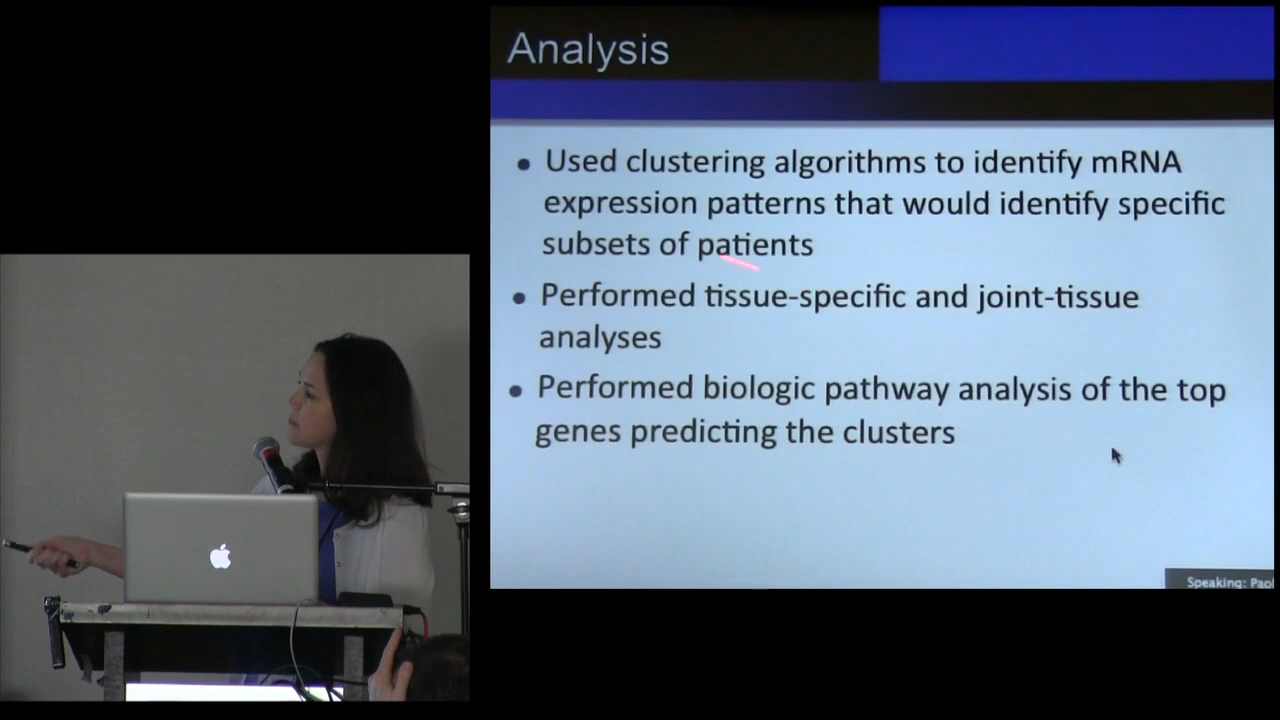 Analysis
• Used clustering algorithms to identify mRNA
expression patterns that would identify specific
subsets of patients
• Performed tissue-specific and joint-tissue
analyses
• Performed biologic pathway analysis of the top
genes predicting the clusters
Speaking: Paol